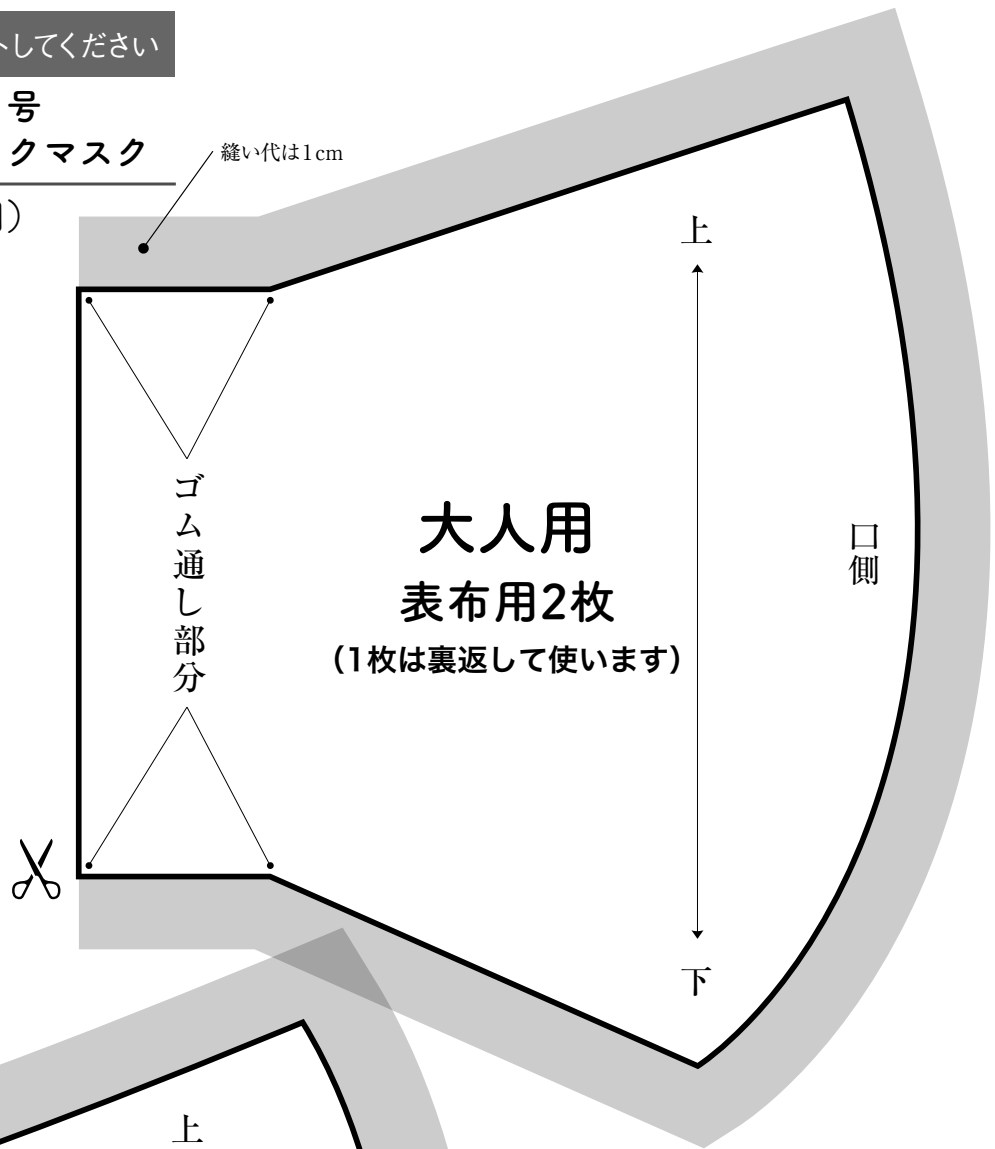 トしてください
号
クマスク
）
縫い代は1cm
上
ゴム通し部分
大人用
表布用2枚
（1枚は裏返して使います）
口側
下
上